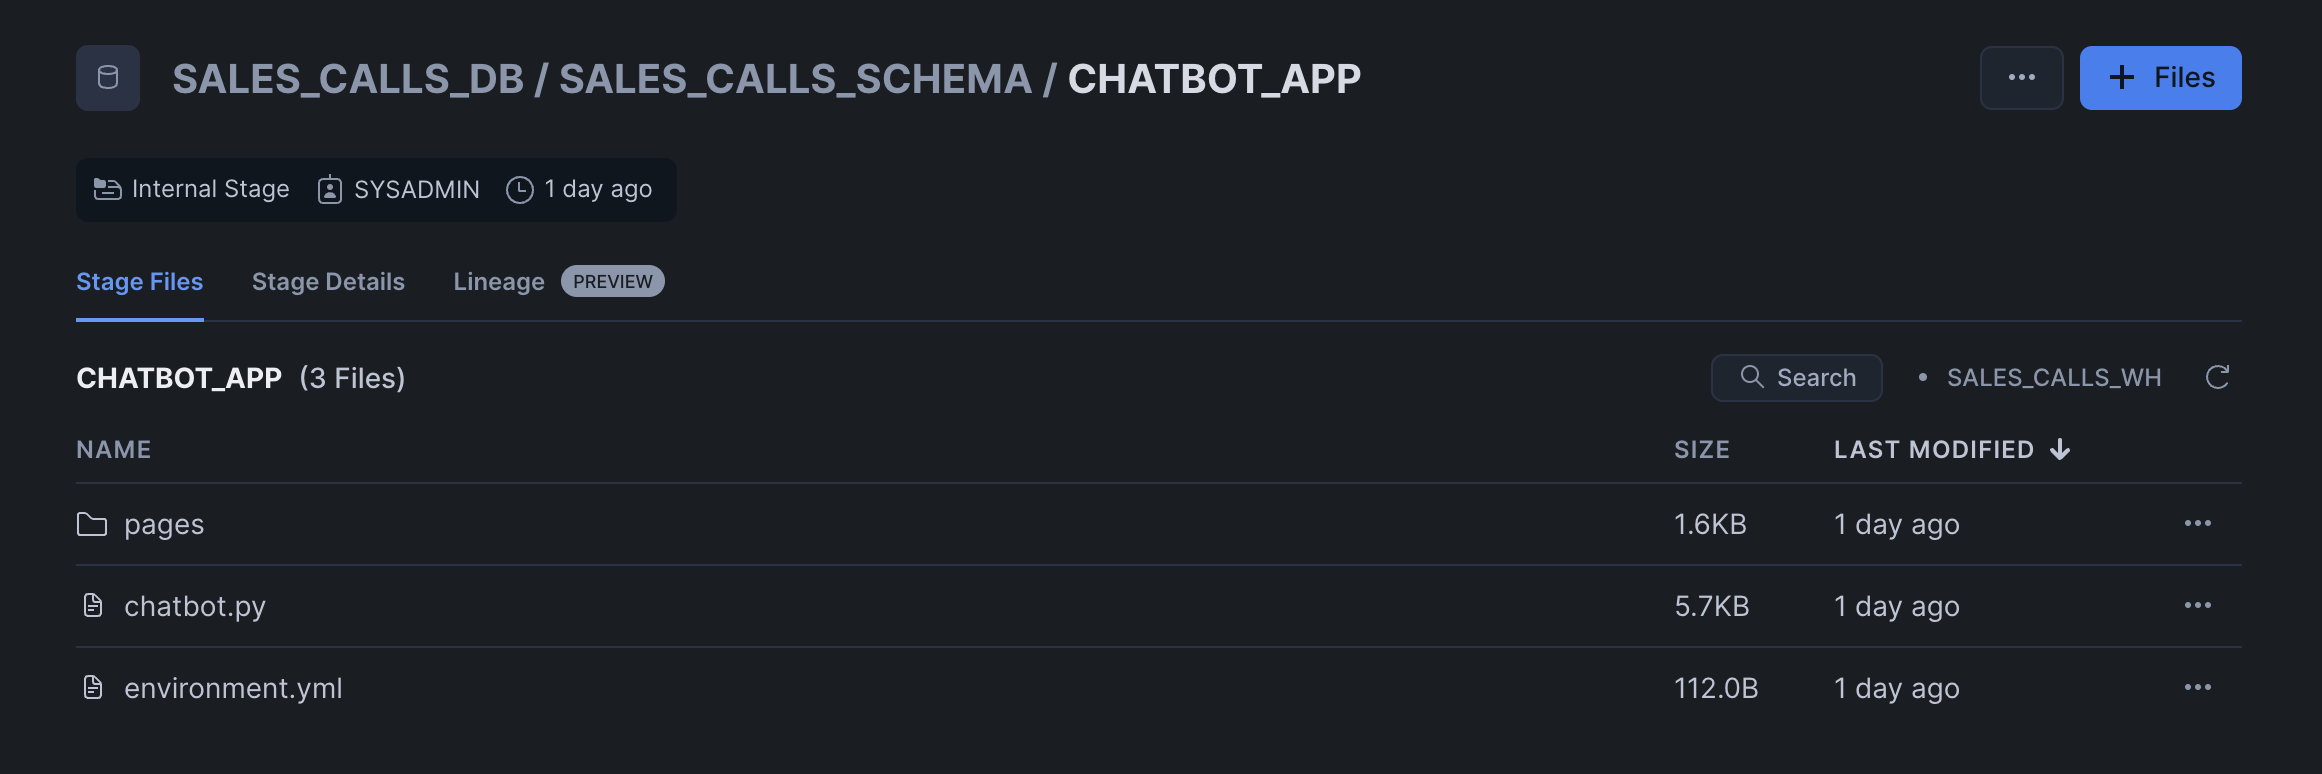 SALES_CALLS_DB / SALES_CALLS_SCHEMA / CHATBOT_APP
... + Files
Internal Stage SYSADMIN 1 day ago
Stage Files Stage Details Lineage PREVIEW
CHATBOT_APP (3 Files) Search • SALES_CALLS_WH
NAME SIZE LAST MODIFIED ↓
pages 1.6KB 1 day ago ...
chatbot.py 5.7KB 1 day ago ...
environment.yml 112.0B 1 day ago ...